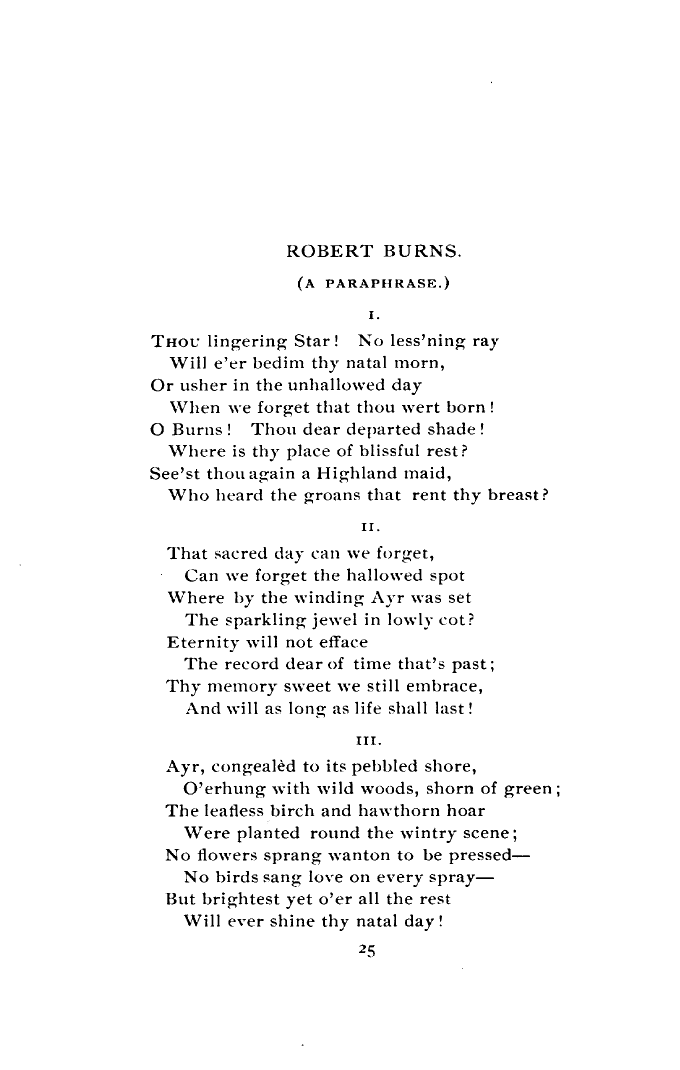 ROBERT BURNS.
(A PARAPHRASE.)
I.
THOU lingering Star! No less'ning ray
Will e'er bedim thy natal morn,
Or usher in the unhallowed day
When we forget that thou wert born!
O Burns! Thou dear departed shade!
Where is thy place of blissful rest?
See'st thou again a Highland maid,
Who heard the groans that rent thy breast?
II.
That sacred day can we forget,
Can we forget the hallowed spot
Where by the winding Ayr was set
The sparkling jewel in lowly cot?
Eternity will not efface
The record dear of time that's past;
Thy memory sweet we still embrace,
And will as long as life shall last!
III.
Ayr, congealèd to its pebbled shore,
O'erhung with wild woods, shorn of green;
The leafless birch and hawthorn hoar
Were planted round the wintry scene;
No flowers sprang wanton to be pressed—
No birds sang love on every spray—
But brightest yet o'er all the rest
Will ever shine thy natal day!
25